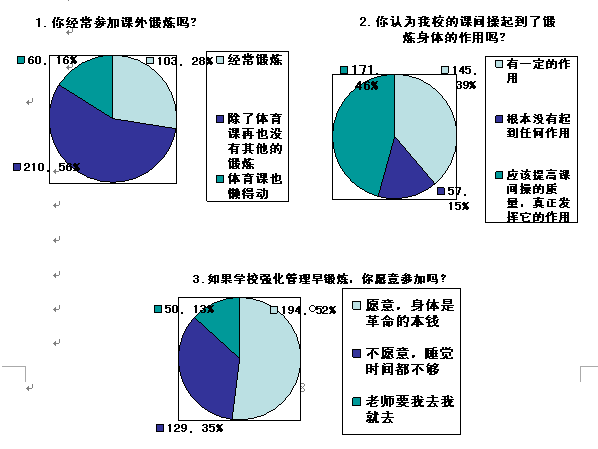 1.你经常参加课外锻炼吗？
60, 16%
103, 28%
210, 56%
经常锻炼
除了体育
课再也没
有其他的
锻炼
体育课也
懒得动
2.你认为我校的课间操起到了锻
炼身体的作用吗？
171,
46%
145,
39%
57,
15%
有一定的作
用
根本没有起
到任何作用
应该提高课
间操的质
量，真正发
挥它的作用
3.如果学校强化管理早锻炼，你愿意参加吗？
50, 13%
194, 52%
129, 35%
愿意，身体是
革命的本钱
不愿意，睡觉
时间都不够
老师要我去我
就去